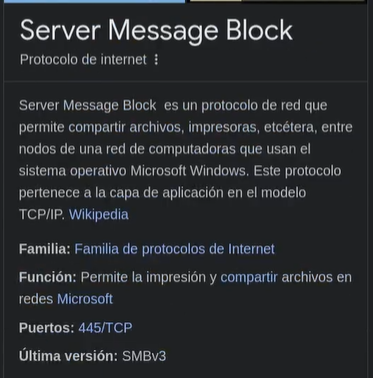 Server Message Block
Protocolo de internet
Server Message Block es un protocolo de red que
permite compartir archivos, impresoras, etcétera, entre
nodos de una red de computadoras que usan el
sistema operativo Microsoft Windows. Este protocolo
pertenece a la capa de aplicación en el modelo
TCP/IP. Wikipedia
Familia: Familia de protocolos de Internet
Función: Permite la impresión y compartir archivos en
redes Microsoft
Puertos: 445/TCP
Última versión: SMBv3